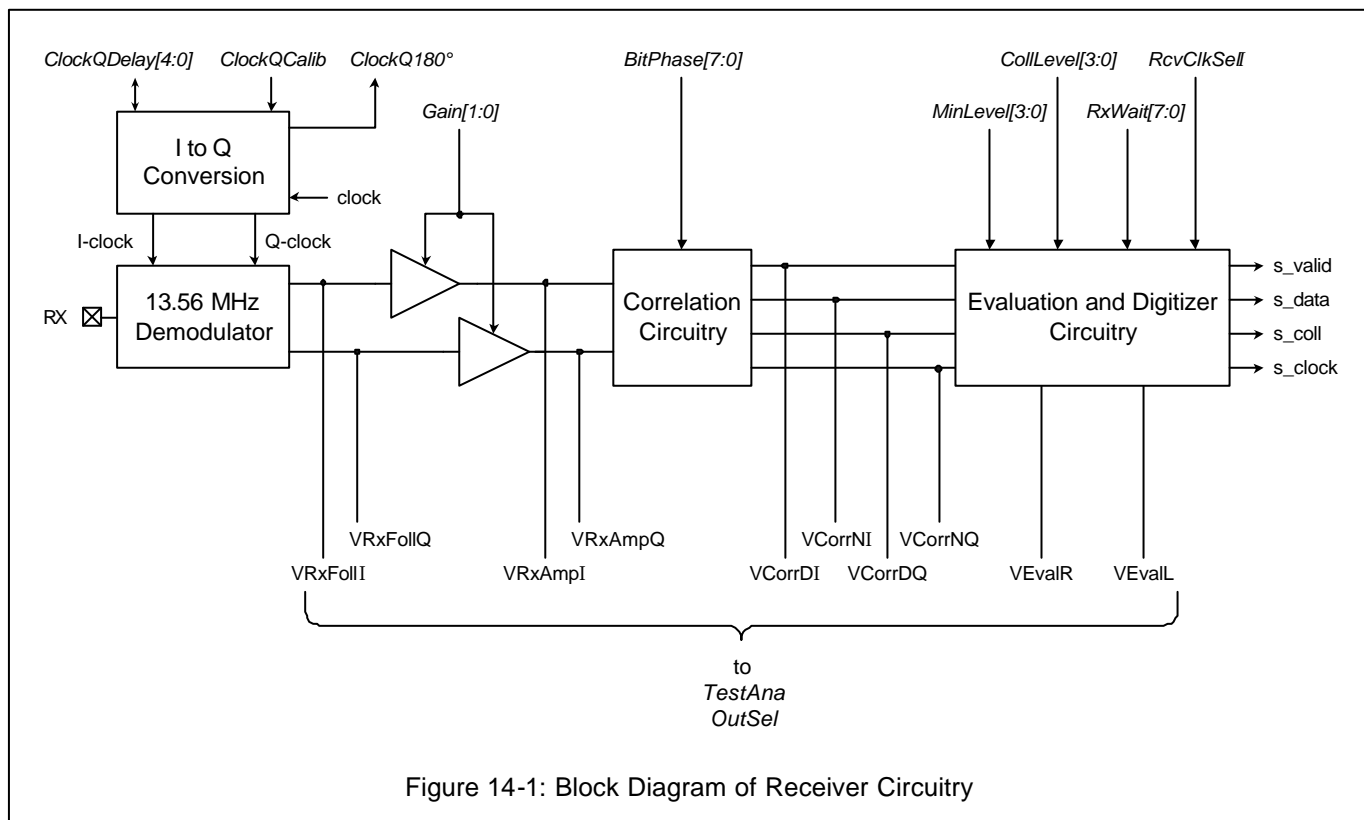 ClockQDelay[4:0]
ClockQCalib
ClockQ180°
BitPhase[7:0]
CollLevel[3:0]
RcvClkSelI
Gain[1:0]
MinLevel[3:0]
RxWait[7:0]
I to Q
Conversion
clock
I-clock
Q-clock
RX
13.56 MHz
Demodulator
Correlation
Circuitry
Evaluation and Digitizer
Circuitry
s_valid
s_data
s_coll
s_clock
VRxFollQ
VRxAmpQ
VCorrNI
VCorrNQ
VRxFollI
VRxAmpI
VCorrDI
VCorrDQ
VEvalR
VEvalL
to
TestAna
OutSel
Figure 14-1: Block Diagram of Receiver Circuitry